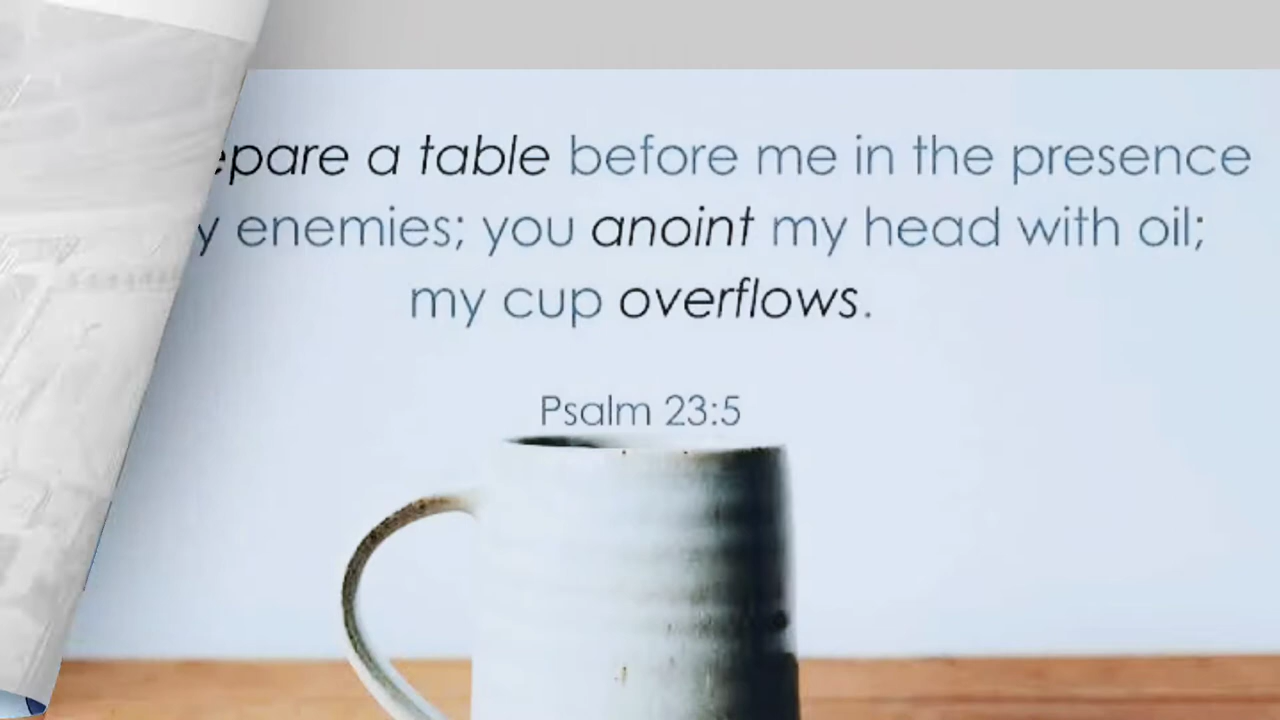 epare a table before me in the presence
y enemies; you anoint my head with oil;
my cup overflows.
Psalm 23:5